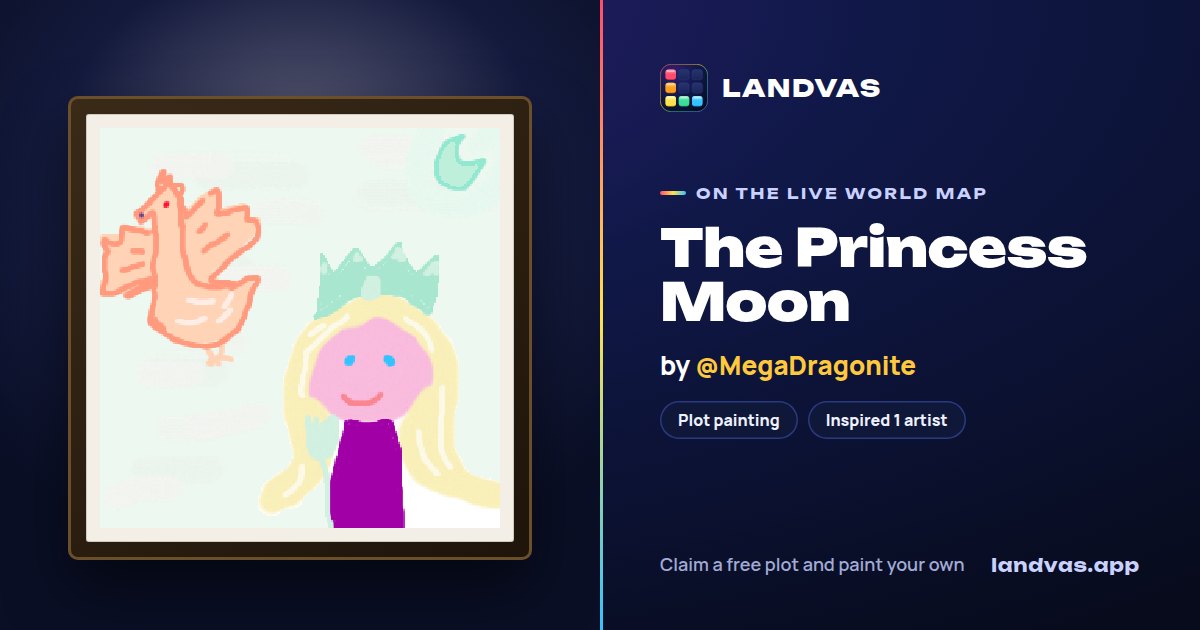 LANDVAS
ON THE LIVE WORLD MAP
The Princess
Moon
by @MegaDragonite
Plot painting
Inspired 1 artist
Claim a free plot and paint your own
landvas.app